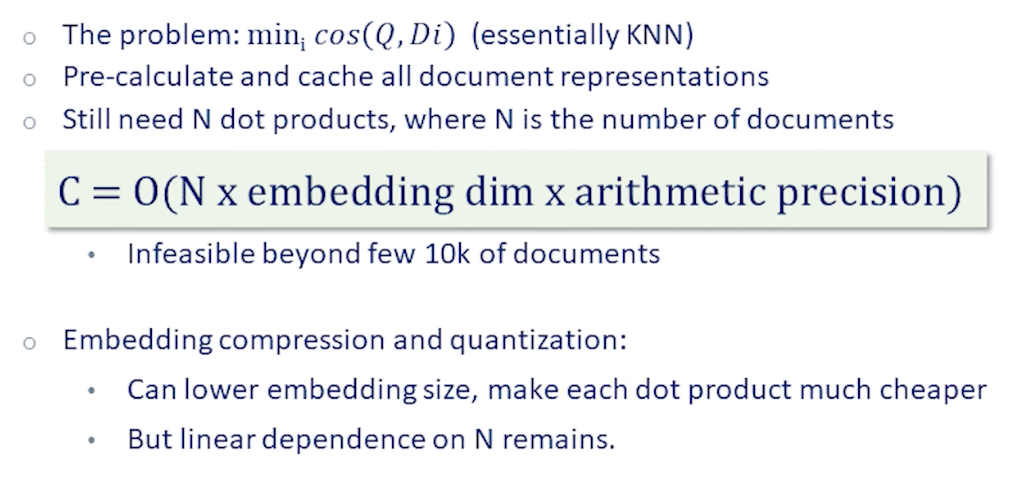 The problem: minᵢ cos(Q, Di) (essentially KNN)
Pre-calculate and cache all document representations
Still need N dot products, where N is the number of documents
C = O(N x embedding dim x arithmetic precision)
Infeasible beyond few 10k of documents
Embedding compression and quantization:
Can lower embedding size, make each dot product much cheaper
But linear dependence on N remains.